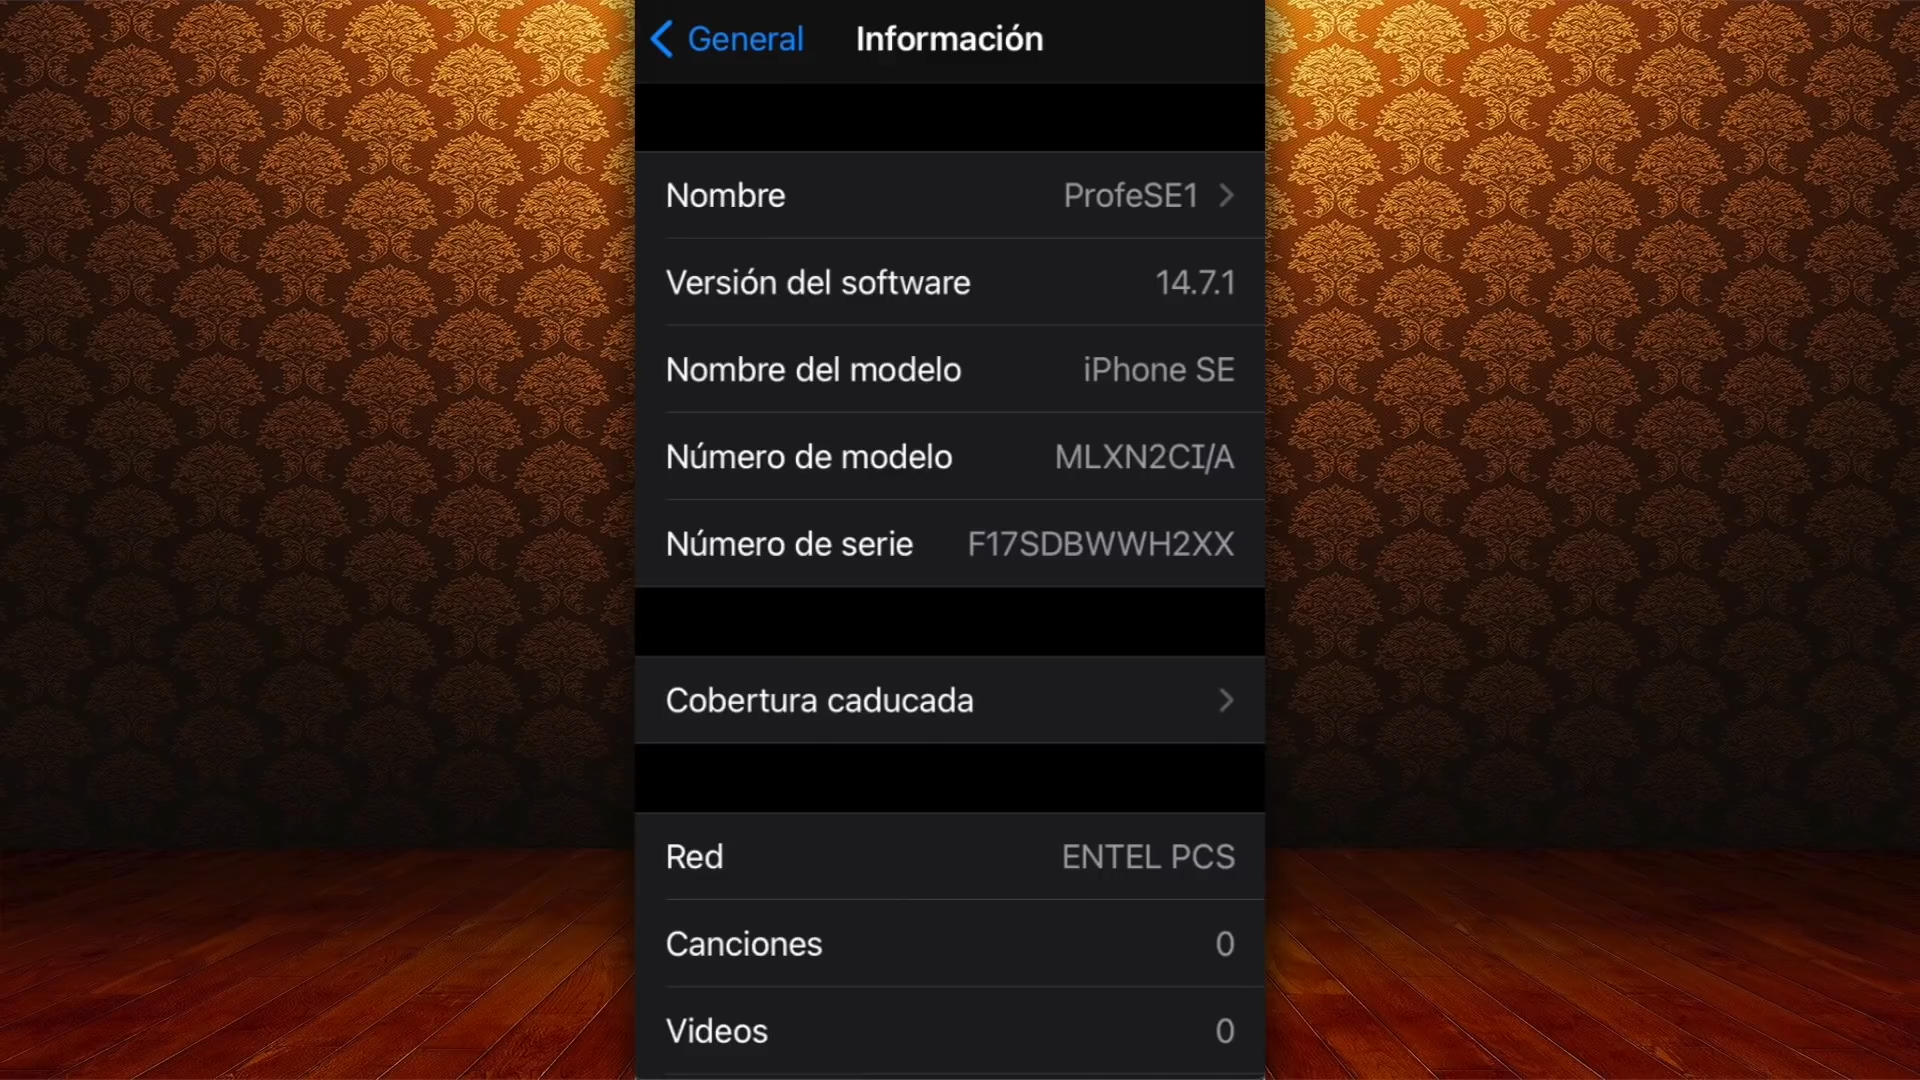 General Información
Nombre ProfeSE1
Versión del software 14.7.1
Nombre del modelo iPhone SE
Número de modelo MLXN2CI/A
Número de serie F17SDBWWH2XX
Cobertura caducada
Red ENTEL PCS
Canciones 0
Videos 0